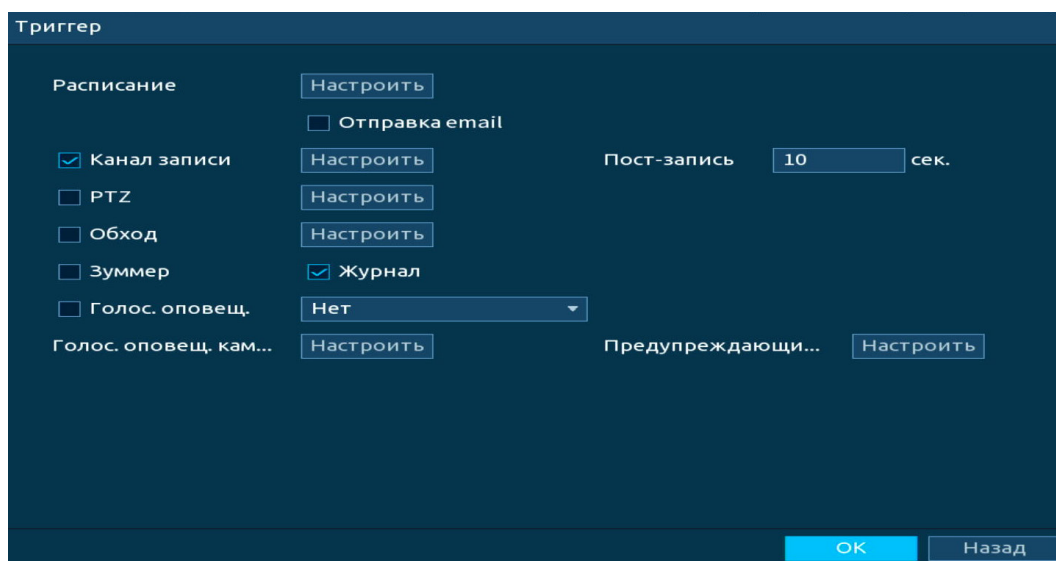 Триггер
Расписание Настроить
Отправка email
Канал записи Настроить Пост-запись 10 сек.
PTZ Настроить
Обход Настроить
Зуммер Журнал
Голос. оповещ. Нет
Голос. оповещ. кам... Настроить Предупреждающи... Настроить
OK Назад